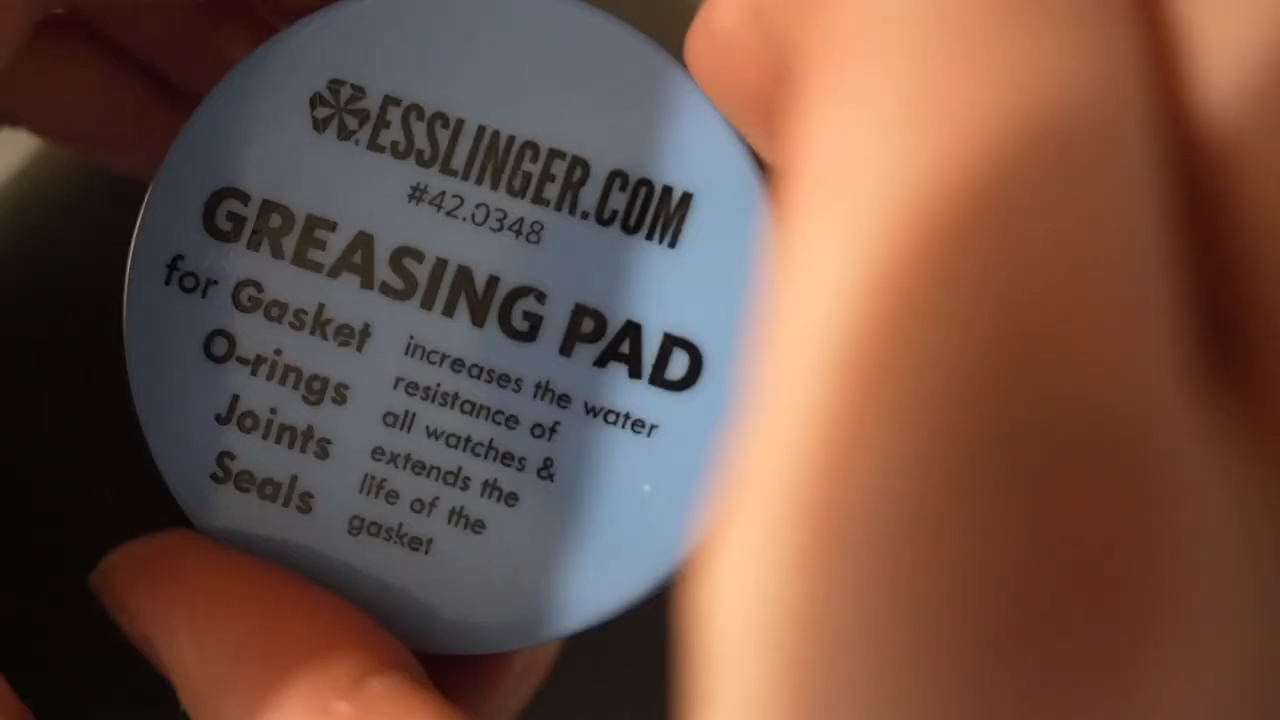 ESSLINGER.COM
#42.0348
GREASING PAD
for Gasket
O-rings
Joints
Seals
increases the water
resistance of
all watches &
extends the
life of the
gasket